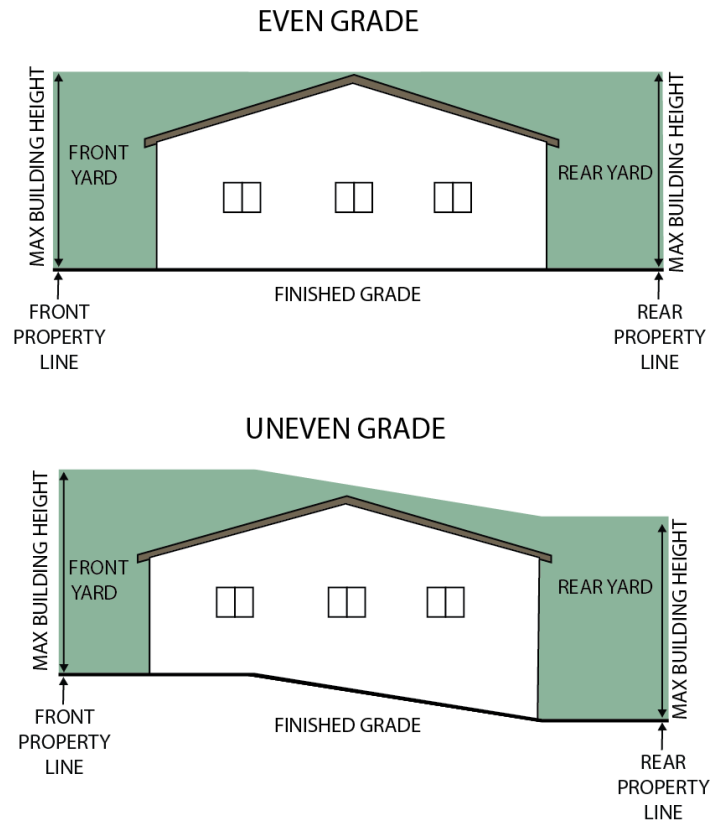 EVEN GRADE
MAX BUILDING HEIGHT
FRONT
YARD
REAR YARD
MAX BUILDING HEIGHT
FINISHED GRADE
FRONT
PROPERTY
LINE
REAR
PROPERTY
LINE
UNEVEN GRADE
MAX BUILDING HEIGHT
FRONT
YARD
REAR YARD
MAX BUILDING HEIGHT
FINISHED GRADE
FRONT
PROPERTY
LINE
REAR
PROPERTY
LINE